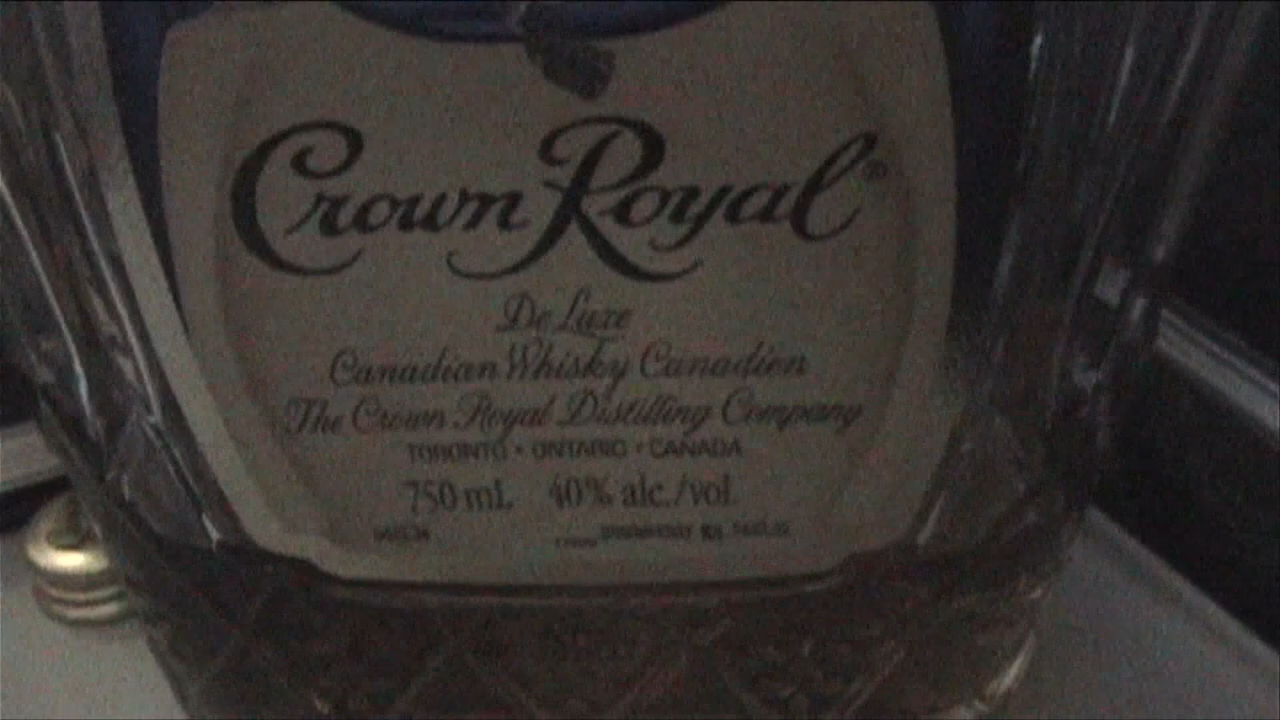 Crown Royal®
De Luxe
Canadian Whisky Canadien
The Crown Royal Distilling Company
TORONTO • ONTARIO • CANADA
750 mL 40% alc./vol.